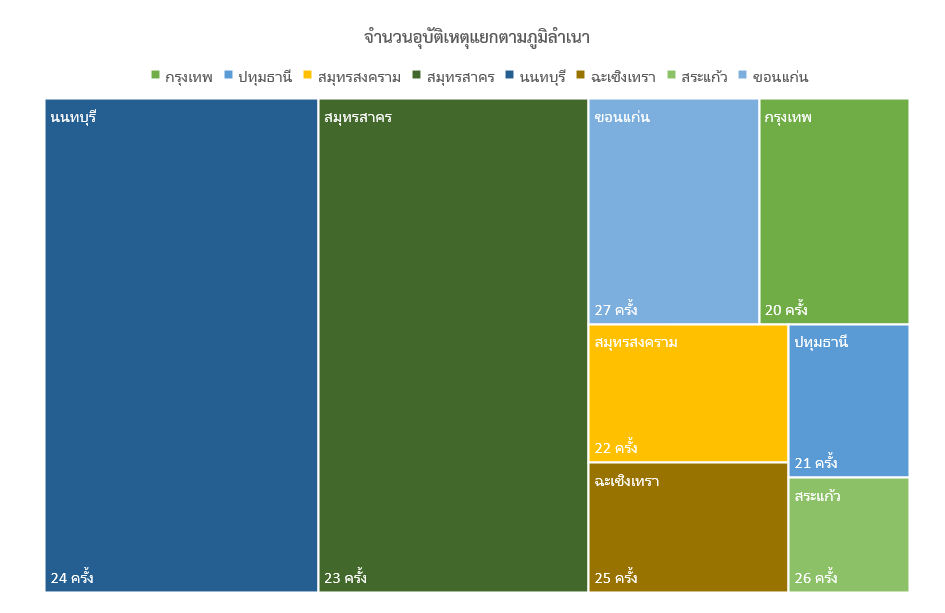 จำนวนอุบัติเหตุแยกตามภูมิลำเนา
กรุงเทพ ปทุมธานี สมุทรสงคราม สมุทรสาคร นนทบุรี ฉะเชิงเทรา สระแก้ว ขอนแก่น
นนทบุรี
24 ครั้ง
สมุทรสาคร
23 ครั้ง
ขอนแก่น
27 ครั้ง
กรุงเทพ
20 ครั้ง
สมุทรสงคราม
22 ครั้ง
ปทุมธานี
21 ครั้ง
ฉะเชิงเทรา
25 ครั้ง
สระแก้ว
26 ครั้ง